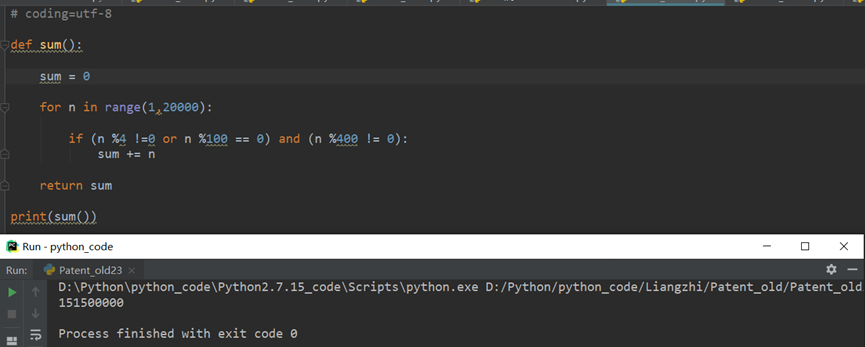 # coding=utf-8
def sum():
sum = 0
for n in range(1,20000):
if (n %4 !=0 or n %100 == 0) and (n %400 != 0):
sum += n
return sum
print(sum())
Run - python_code
Run: Patent_old23
D:\Python\python_code\Python2.7.15_code\Scripts\python.exe D:/Python/python_code/Liangzhi/Patent_old/Patent_old
151500000
Process finished with exit code 0